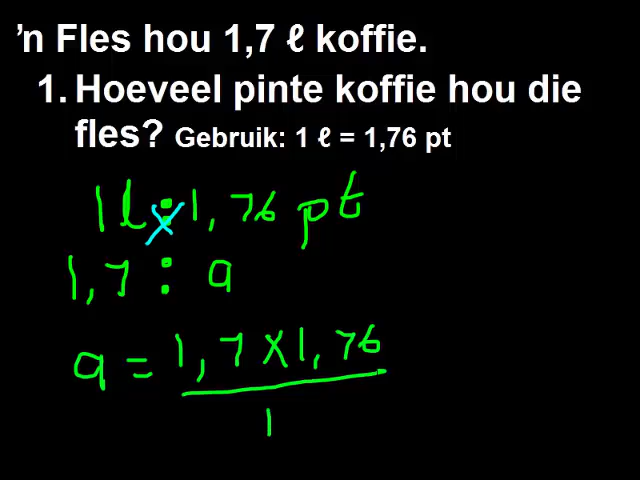 'n Fles hou 1,7 ℓ koffie.
1. Hoeveel pinte koffie hou die
fles? Gebruik: 1 ℓ = 1,76 pt
1 l : 1,76 pt
1,7 : a
a = 1,7 X 1,76
1